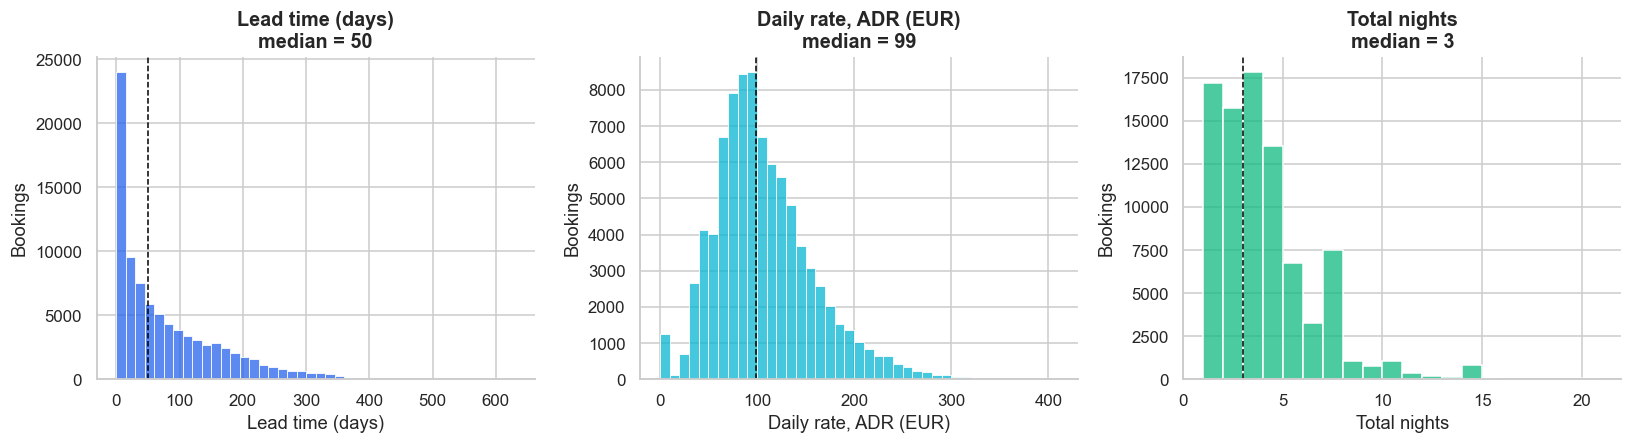 Lead time (days)
median = 50
25000
20000
15000
10000
5000
0
Bookings
0 100 200 300 400 500 600
Lead time (days)
Daily rate, ADR (EUR)
median = 99
8000
7000
6000
5000
4000
3000
2000
1000
0
Bookings
0 100 200 300 400
Daily rate, ADR (EUR)
Total nights
median = 3
17500
15000
12500
10000
7500
5000
2500
0
Bookings
0 5 10 15 20
Total nights